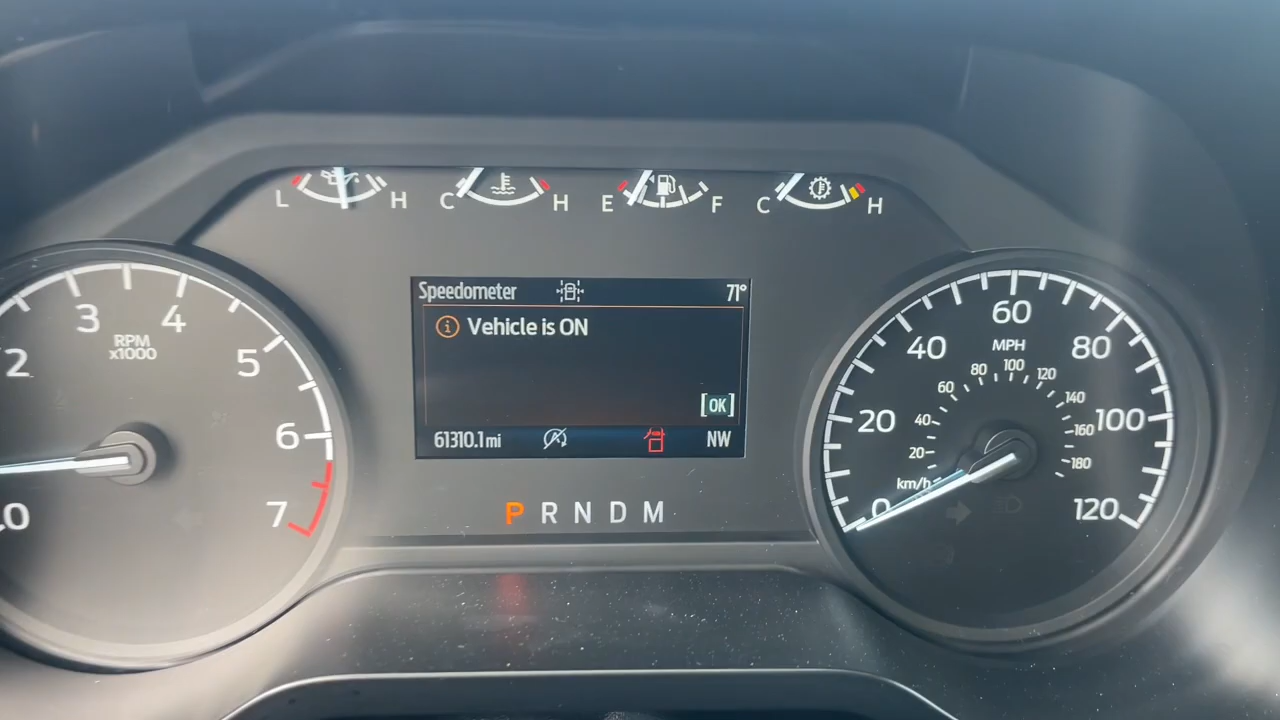 L H C H E F C H
Speedometer 71°
Vehicle is ON
[OK]
61310.1 mi NW
P R N D M
0 2 3 4 5 6 7
RPM
x1000
0 20 40 60 80 100 120
MPH
20 40 60 80 100 120 140 160 180
km/h